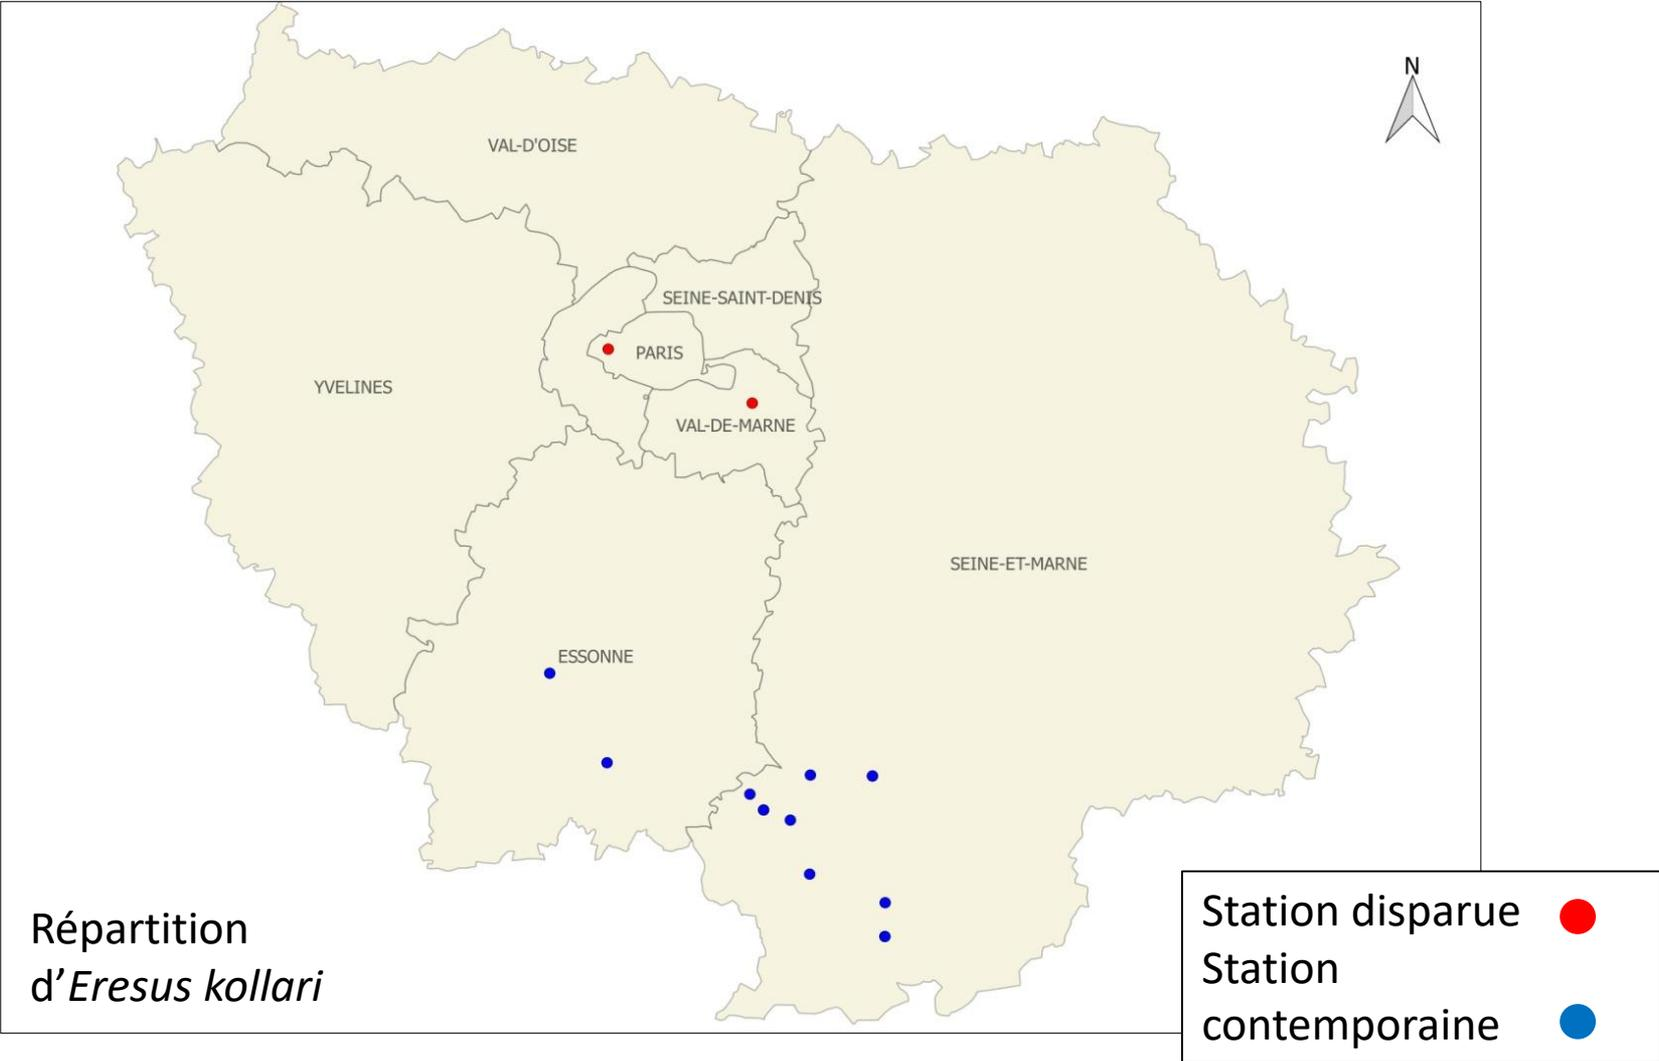 N
VAL-D'OISE
SEINE-SAINT-DENIS
PARIS
YVELINES
VAL-DE-MARNE
SEINE-ET-MARNE
ESSONNE
Répartition
d’Eresus kollari
Station disparue
Station
contemporaine